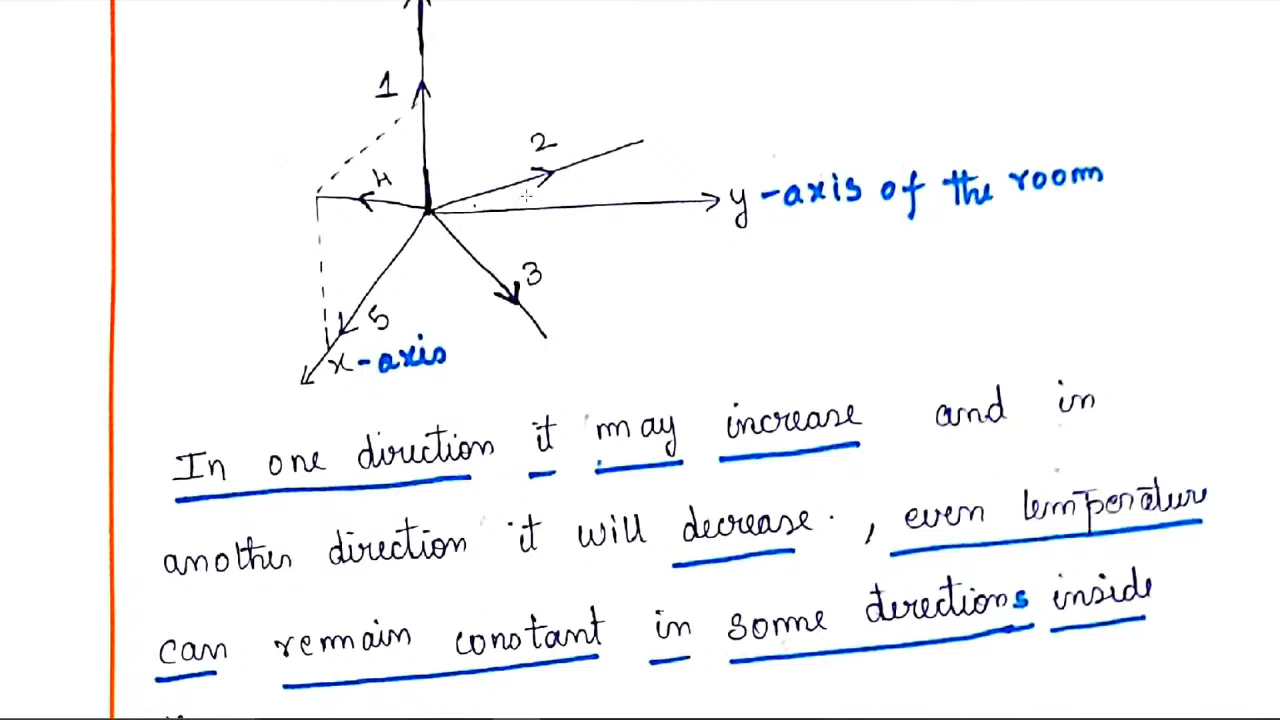 1
2
y-axis of the room
4
3
5
x-axis
In one direction it may increase and in
another direction it will decrease. , even temperature
can remain constant in some derections inside